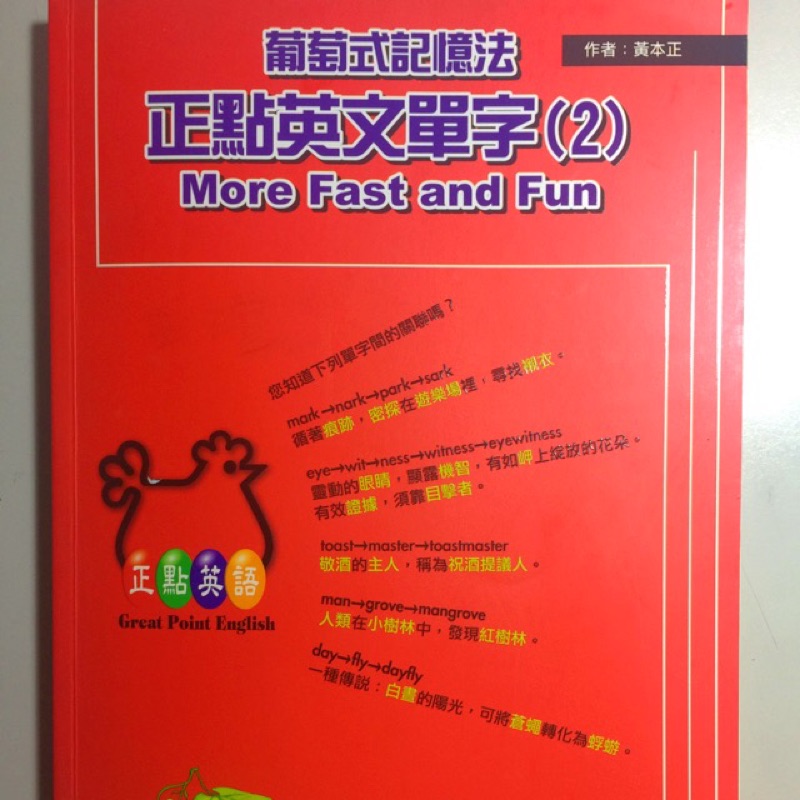 葡萄式記憶法
作者：黃本正
正點英文單字(2)
More Fast and Fun
您知道下列單字間的關聯嗎？
mark→nark→park→sark
循著痕跡，密探在遊樂場裡，尋找襯衣。
eye→wit→ness→witness→eyewitness
靈動的眼睛，顯露機智，有如岬上綻放的花朵。
有效證據，須靠目擊者。
toast→master→toastmaster
敬酒的主人，稱為祝酒提議人。
man→grove→mangrove
人類在小樹林中，發現紅樹林。
day→fly→dayfly
一種傳說：白晝的陽光，可將蒼蠅轉化為蜉蝣。
正點英語
Great Point English